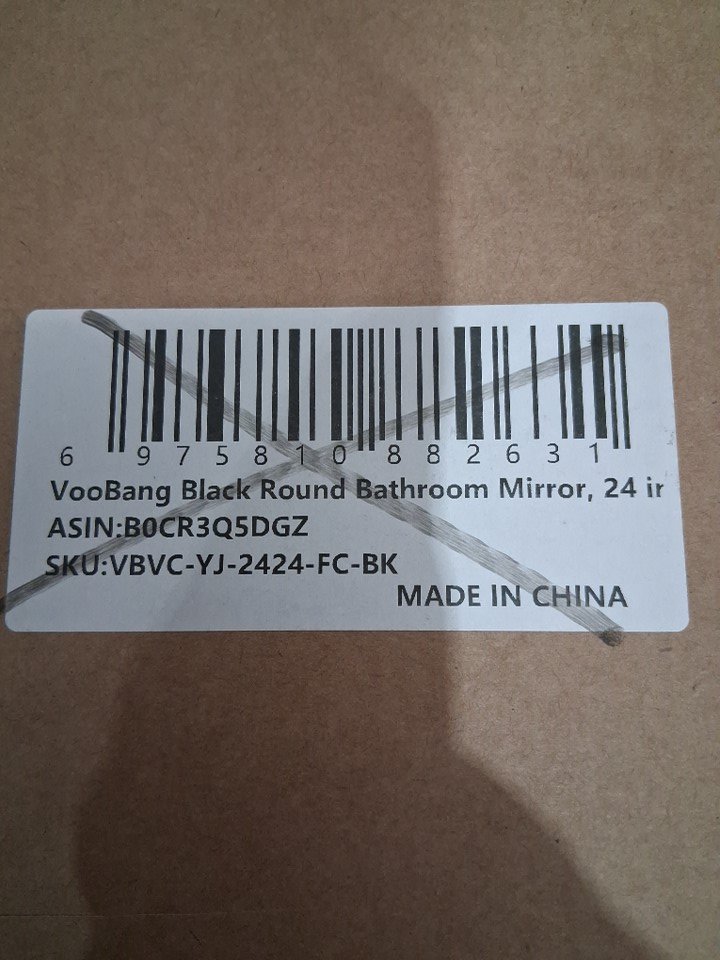 6 975810 882631
VooBang Black Round Bathroom Mirror, 24 in
ASIN:B0CR3Q5DGZ
SKU:VBVC-YJ-2424-FC-BK
MADE IN CHINA